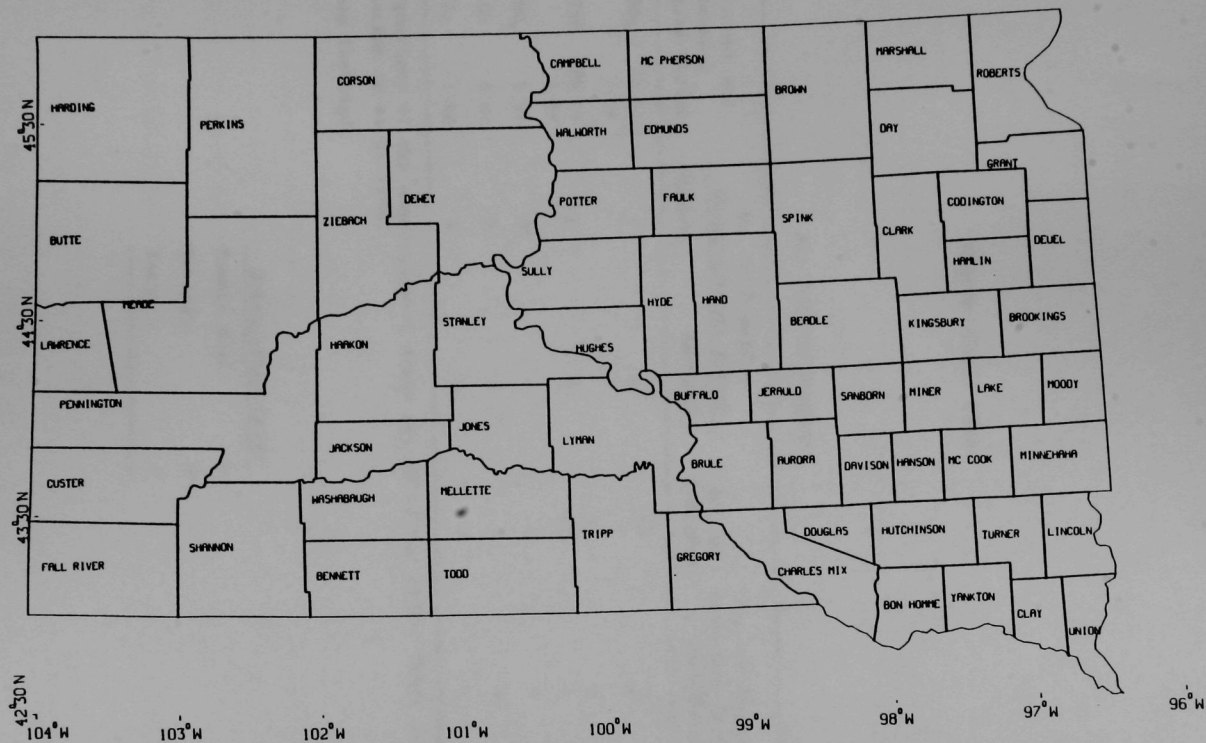 HARDING
PERKINS
CORSON
CAMPBELL
MC PHERSON
BROWN
MARSHALL
ROBERTS
45°30 N
WALWORTH
EDMUNDS
DAY
DEWEY
GRANT
ZIEBACH
POTTER
FAULK
SPINK
CLARK
CODINGTON
BUTTE
DEUEL
HAMLIN
SULLY
MEADE
HYDE
HAND
44°30 N
LAWRENCE
HAAKON
STANLEY
HUGHES
BEADLE
KINGSBURY
BROOKINGS
PENNINGTON
BUFFALO
JERAULD
SANBORN
MINER
LAKE
MOODY
JACKSON
JONES
LYMAN
BRULE
AURORA
DAVISON
HANSON
MC COOK
MINNEHAHA
CUSTER
WASHABAUGH
MELLETTE
43°30 N
SHANNON
TRIPP
GREGORY
DOUGLAS
HUTCHINSON
TURNER
LINCOLN
FALL RIVER
BENNETT
TODD
CHARLES MIX
BON HOMME
YANKTON
CLAY
UNION
42°30 N
104°W
103°W
102°W
101°W
100°W
99°W
98°W
97°W
96°W